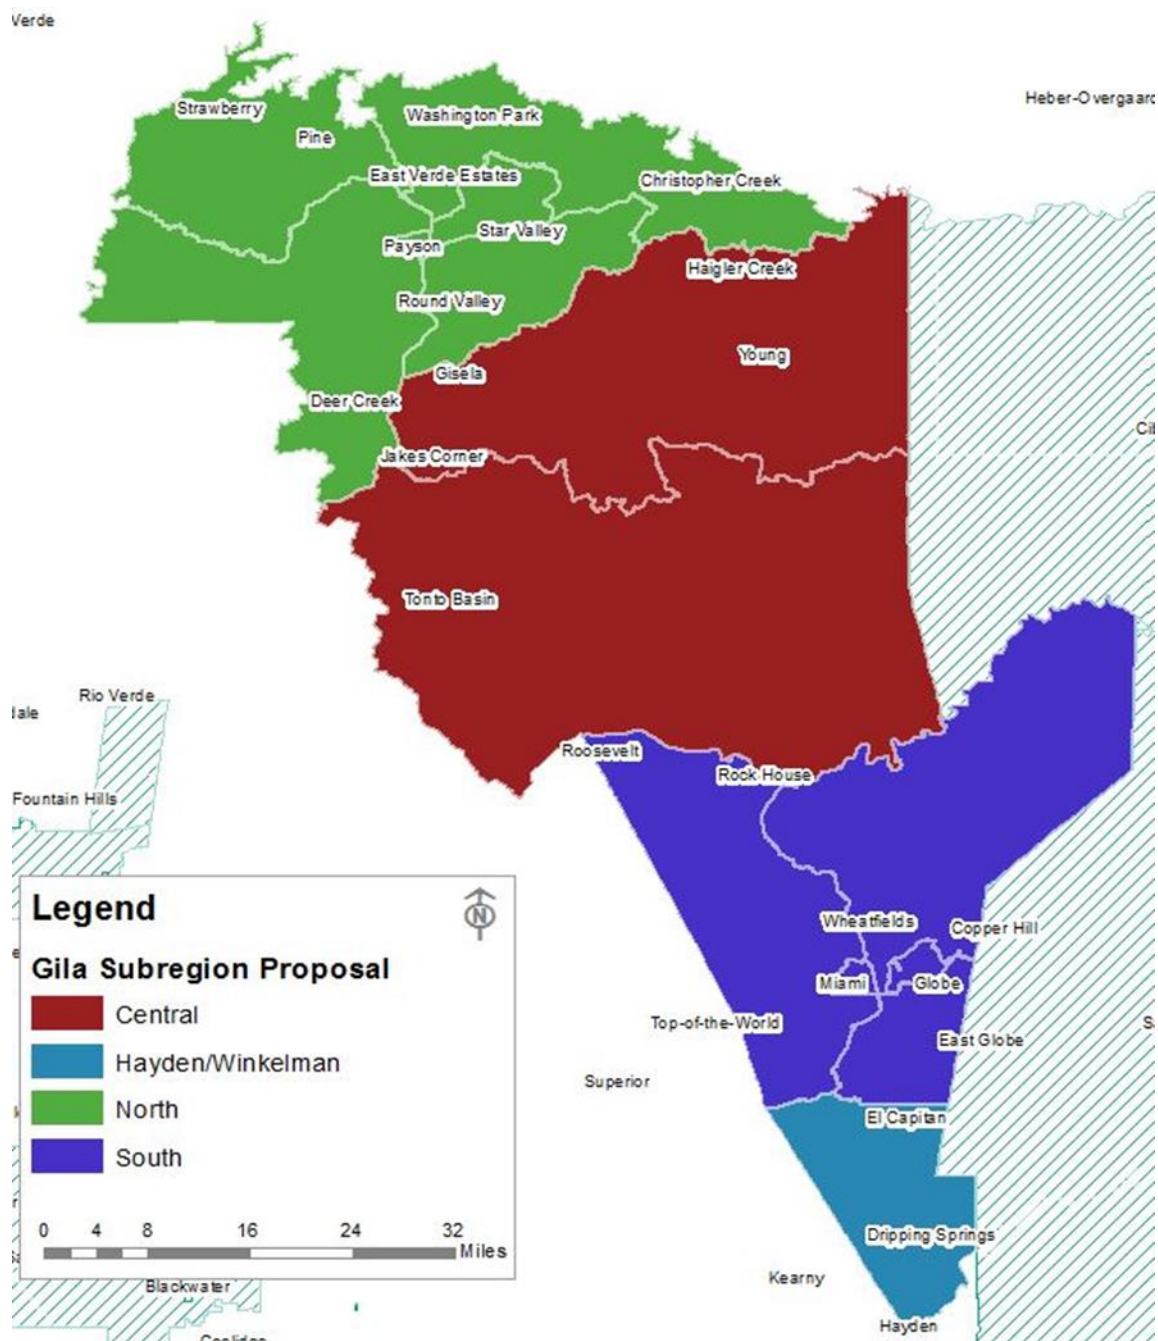 Verde
Heber-Overgaard
Strawberry
Washington Park
Pine
East Verde Estates
Christopher Creek
Star Valley
Payson
Haigler Creek
Round Valley
Young
Gisela
Deer Creek
Jakes Corner
Tonto Basin
Rio Verde
Roosevelt
Rock House
Fountain Hills
Legend
N
Gila Subregion Proposal
Central
Hayden/Winkelman
North
South
0 4 8 16 24 32
Miles
Wheatfields
Copper Hill
Miami
Globe
Top-of-the-World
East Globe
Superior
El Capitan
Dripping Springs
Kearny
Blackwater
Hayden